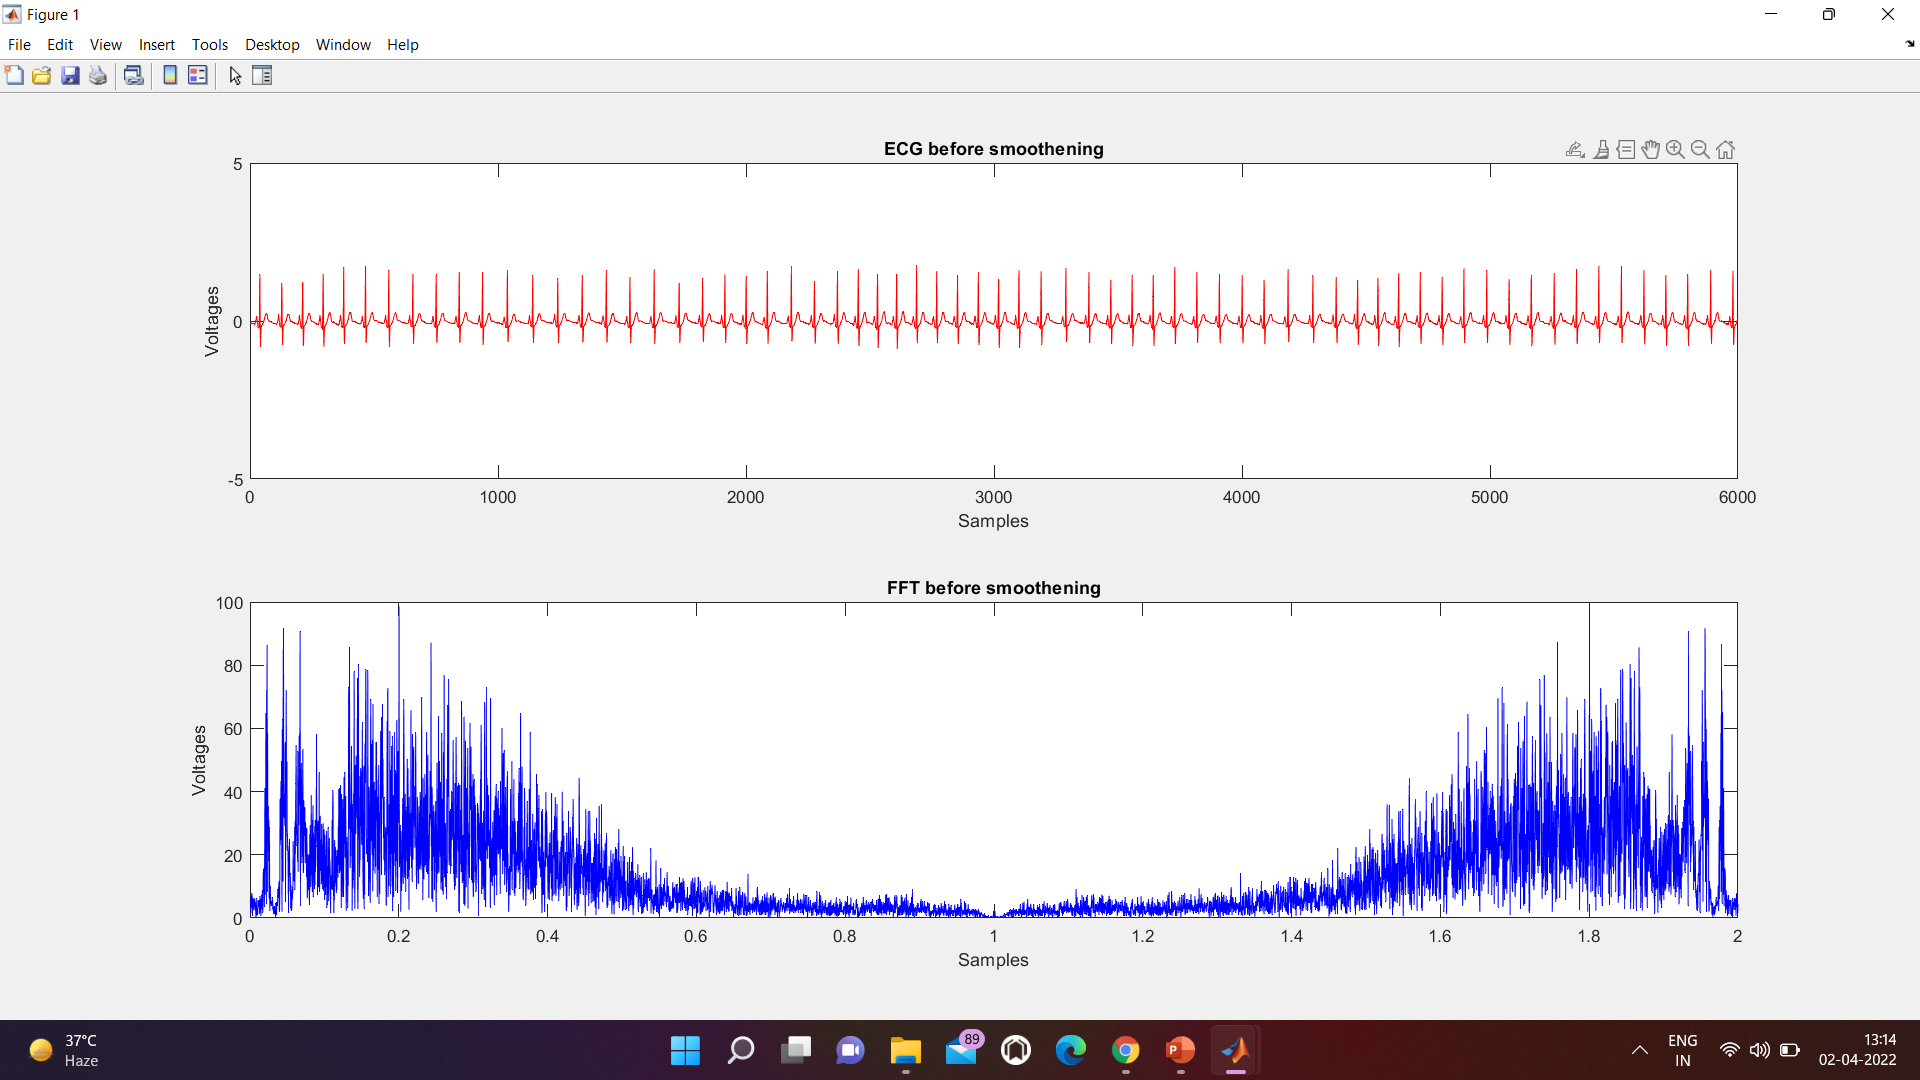 Figure 1
File Edit View Insert Tools Desktop Window Help
ECG before smoothening
5
0
-5
Voltages
0 1000 2000 3000 4000 5000 6000
Samples
FFT before smoothening
100
80
60
40
20
0
Voltages
0 0.2 0.4 0.6 0.8 1 1.2 1.4 1.6 1.8 2
Samples
37°C
Haze
89
P
ENG
IN
13:14
02-04-2022